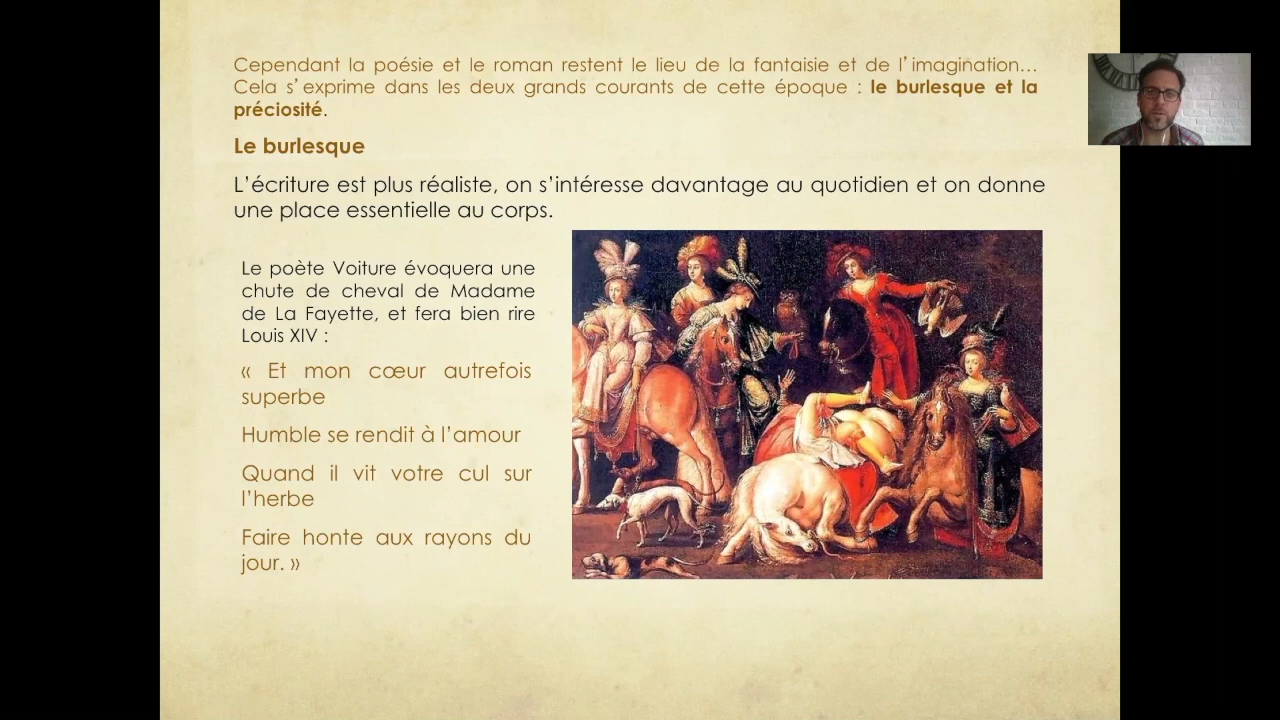 Cependant la poésie et le roman restent le lieu de la fantaisie et de l’imagination…
Cela s’exprime dans les deux grands courants de cette époque : le burlesque et la
préciosité.
Le burlesque
L’écriture est plus réaliste, on s’intéresse davantage au quotidien et on donne
une place essentielle au corps.
Le poète Voiture évoquera une
chute de cheval de Madame
de La Fayette, et fera bien rire
Louis XIV :
« Et mon cœur autrefois
superbe
Humble se rendit à l’amour
Quand il vit votre cul sur
l’herbe
Faire honte aux rayons du
jour. »